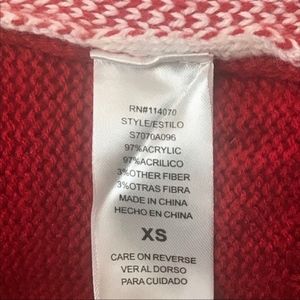 RN#114070
STYLE/ESTILO
S7070A096
97%ACRYLIC
97%ACRILICO
3%OTHER FIBER
3%OTRAS FIBRA
MADE IN CHINA
HECHO EN CHINA
XS
CARE ON REVERSE
VER AL DORSO
PARA CUIDADO